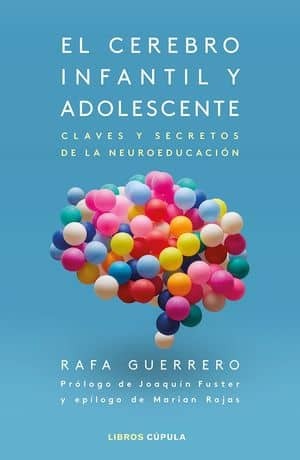 EL CEREBRO
INFANTIL Y
ADOLESCENTE
CLAVES Y SECRETOS
DE LA NEUROEDUCACIÓN
RAFA GUERRERO
Prólogo de Joaquín Fuster
y epílogo de Marian Rojas
LIBROS CÚPULA